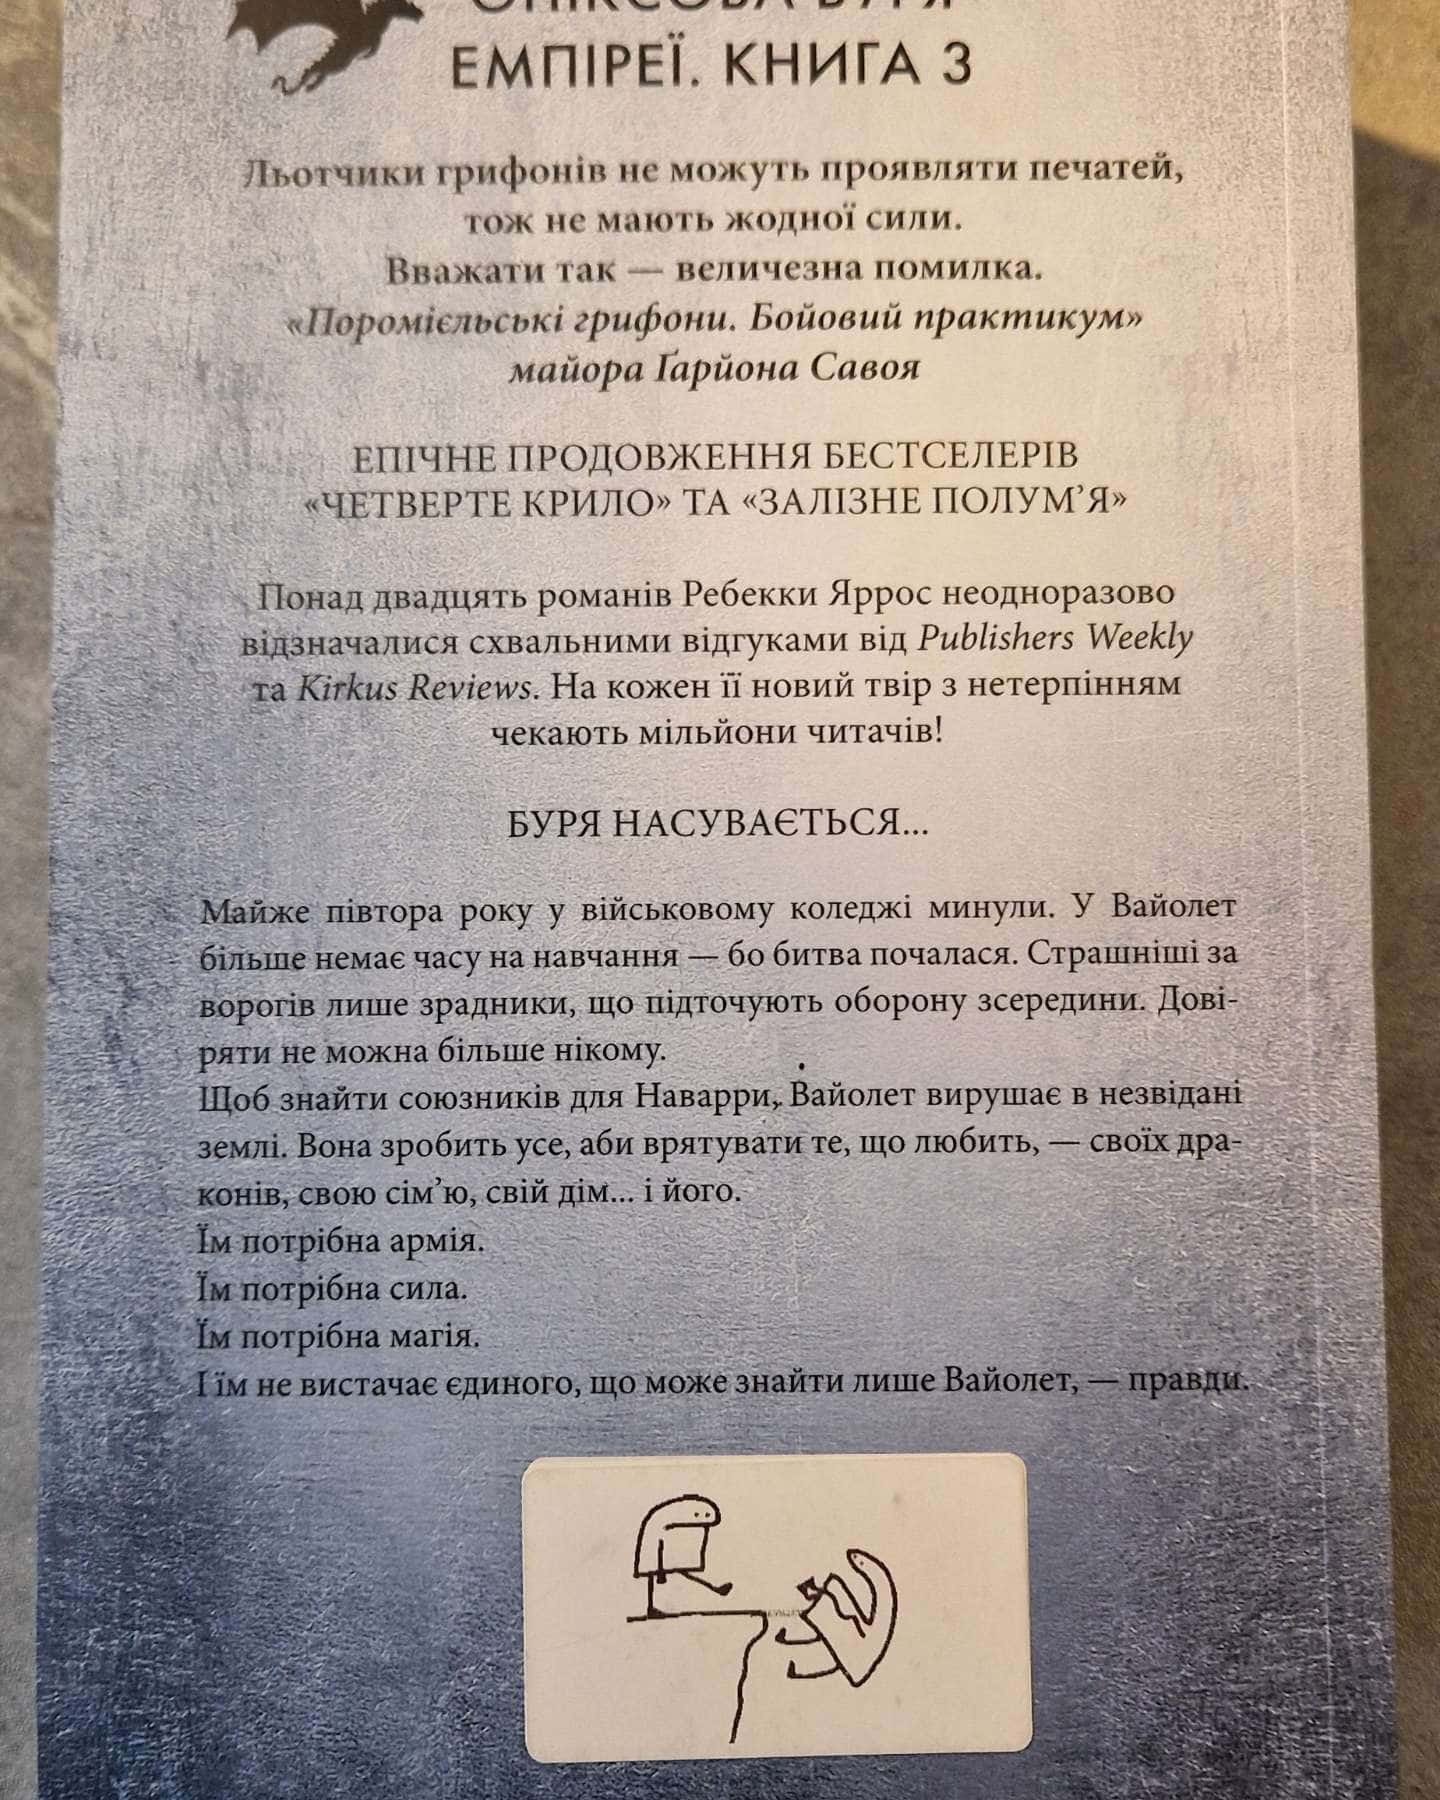 ОНІКСОВА БУРЯ
ЕМПІРЕЇ. КНИГА 3
Льотчики грифонів не можуть проявляти печатей,
тож не мають жодної сили.
Вважати так — величезна помилка.
«Поромієльські грифони. Бойовий практикум»
майора Ґарйона Савоя
ЕПІЧНЕ ПРОДОВЖЕННЯ БЕСТСЕЛЕРІВ
«ЧЕТВЕРТЕ КРИЛО» ТА «ЗАЛІЗНЕ ПОЛУМ’Я»
Понад двадцять романів Ребекки Яррос неодноразово
відзначалися схвальними відгуками від Publishers Weekly
та Kirkus Reviews. На кожен її новий твір з нетерпінням
чекають мільйони читачів!
БУРЯ НАСУВАЄТЬСЯ...
Майже півтора року у військовому коледжі минули. У Вайолет
більше немає часу на навчання — бо битва почалася. Страшніші за
ворогів лише зрадники, що підточують оборону зсередини. Дові-
ряти не можна більше нікому.
Щоб знайти союзників для Наварри, Вайолет вирушає в незвідані
землі. Вона зробить усе, аби врятувати те, що любить, — своїх дра-
конів, свою сім’ю, свій дім... і його.
Їм потрібна армія.
Їм потрібна сила.
Їм потрібна магія.
І їм не вистачає єдиного, що може знайти лише Вайолет, — правди.